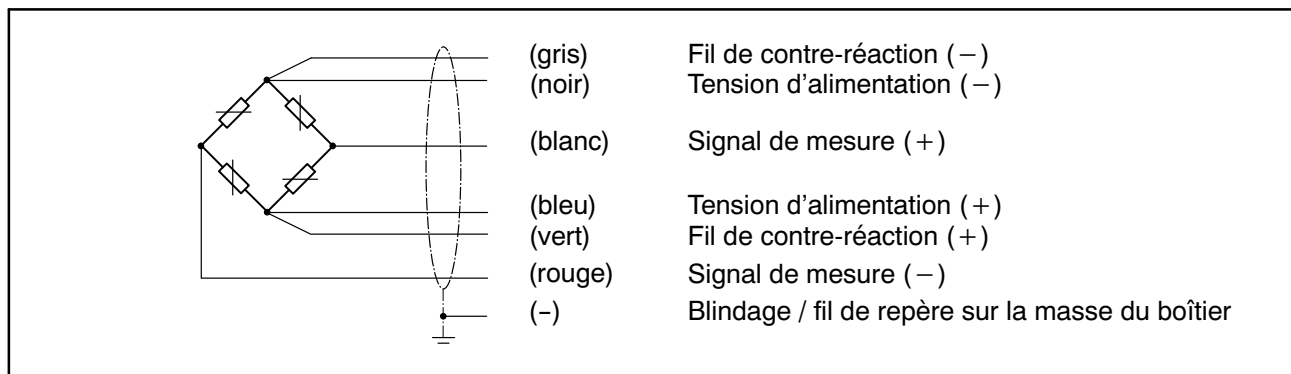 (gris) Fil de contre-réaction (−)
(noir) Tension d'alimentation (−)
(blanc) Signal de mesure (+)
(bleu) Tension d’alimentation (+)
(vert) Fil de contre-réaction (+)
(rouge) Signal de mesure (−)
(–) Blindage / fil de repère sur la masse du boîtier